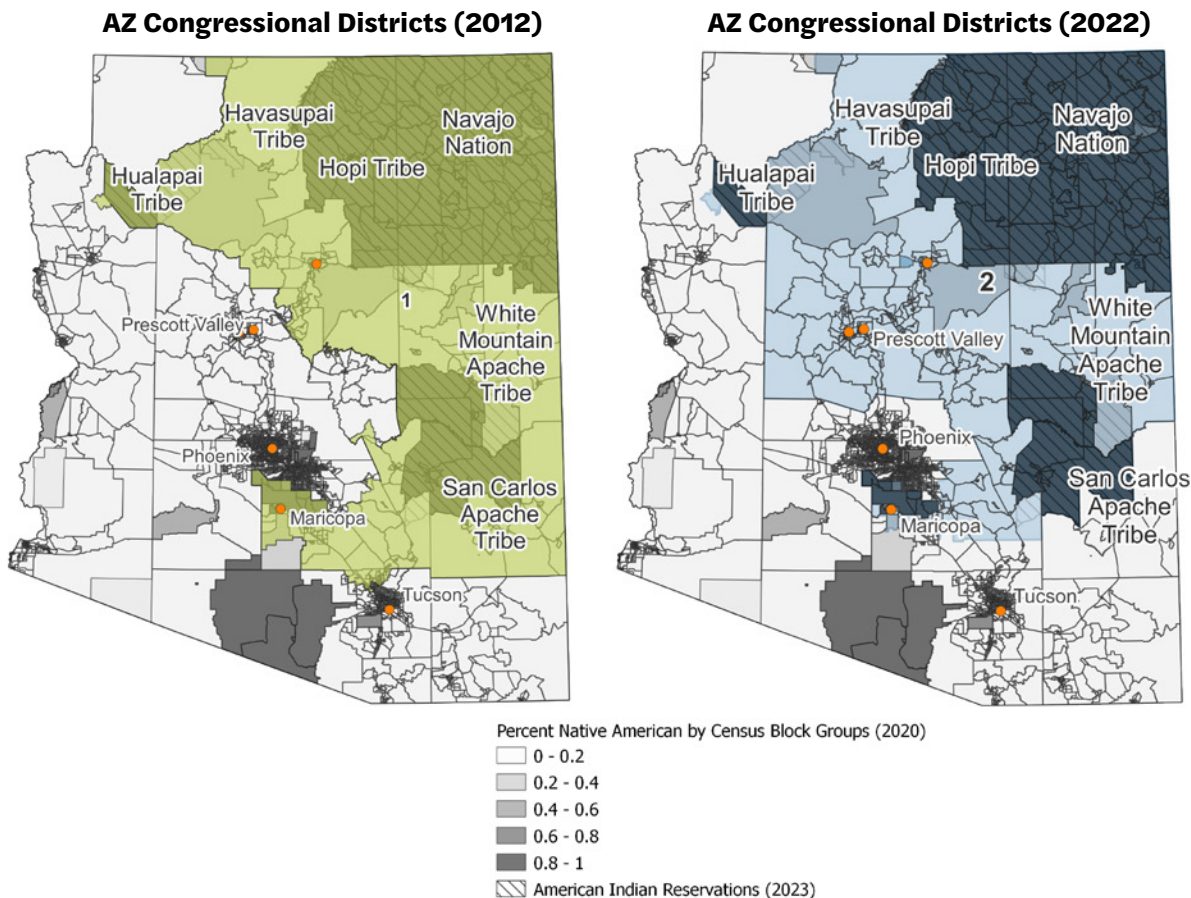 AZ Congressional Districts (2012)
AZ Congressional Districts (2022)
Havasupai
Tribe
Navajo
Nation
Hopi Tribe
Hualapai
Tribe
1
Prescott Valley
White
Mountain
Apache
Tribe
Phoenix
Maricopa
San Carlos
Apache
Tribe
Tucson
Havasupai
Tribe
Navajo
Nation
Hopi Tribe
Hualapai
Tribe
2
Prescott Valley
White
Mountain
Apache
Tribe
Phoenix
Maricopa
San Carlos
Apache
Tribe
Tucson
Percent Native American by Census Block Groups (2020)
0 - 0.2
0.2 - 0.4
0.4 - 0.6
0.6 - 0.8
0.8 - 1
American Indian Reservations (2023)